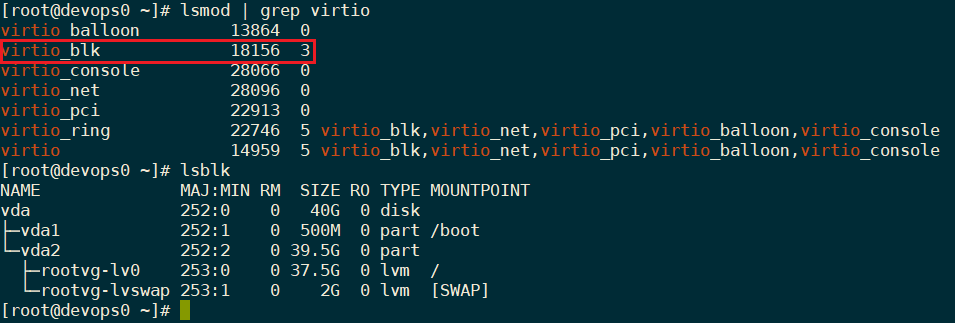 [root@devops0 ~]# lsmod | grep virtio
virtio_balloon         13864  0
virtio_blk             18156  3
virtio_console         28066  0
virtio_net             28096  0
virtio_pci             22913  0
virtio_ring            22746  5 virtio_blk,virtio_net,virtio_pci,virtio_balloon,virtio_console
virtio                 14959  5 virtio_blk,virtio_net,virtio_pci,virtio_balloon,virtio_console
[root@devops0 ~]# lsblk
NAME              MAJ:MIN RM  SIZE RO TYPE MOUNTPOINT
vda               252:0    0   40G  0 disk
├─vda1            252:1    0  500M  0 part /boot
└─vda2            252:2    0 39.5G  0 part
  ├─rootvg-lv0    253:0    0 37.5G  0 lvm  /
  └─rootvg-lvswap 253:1    0    2G  0 lvm  [SWAP]
[root@devops0 ~]#